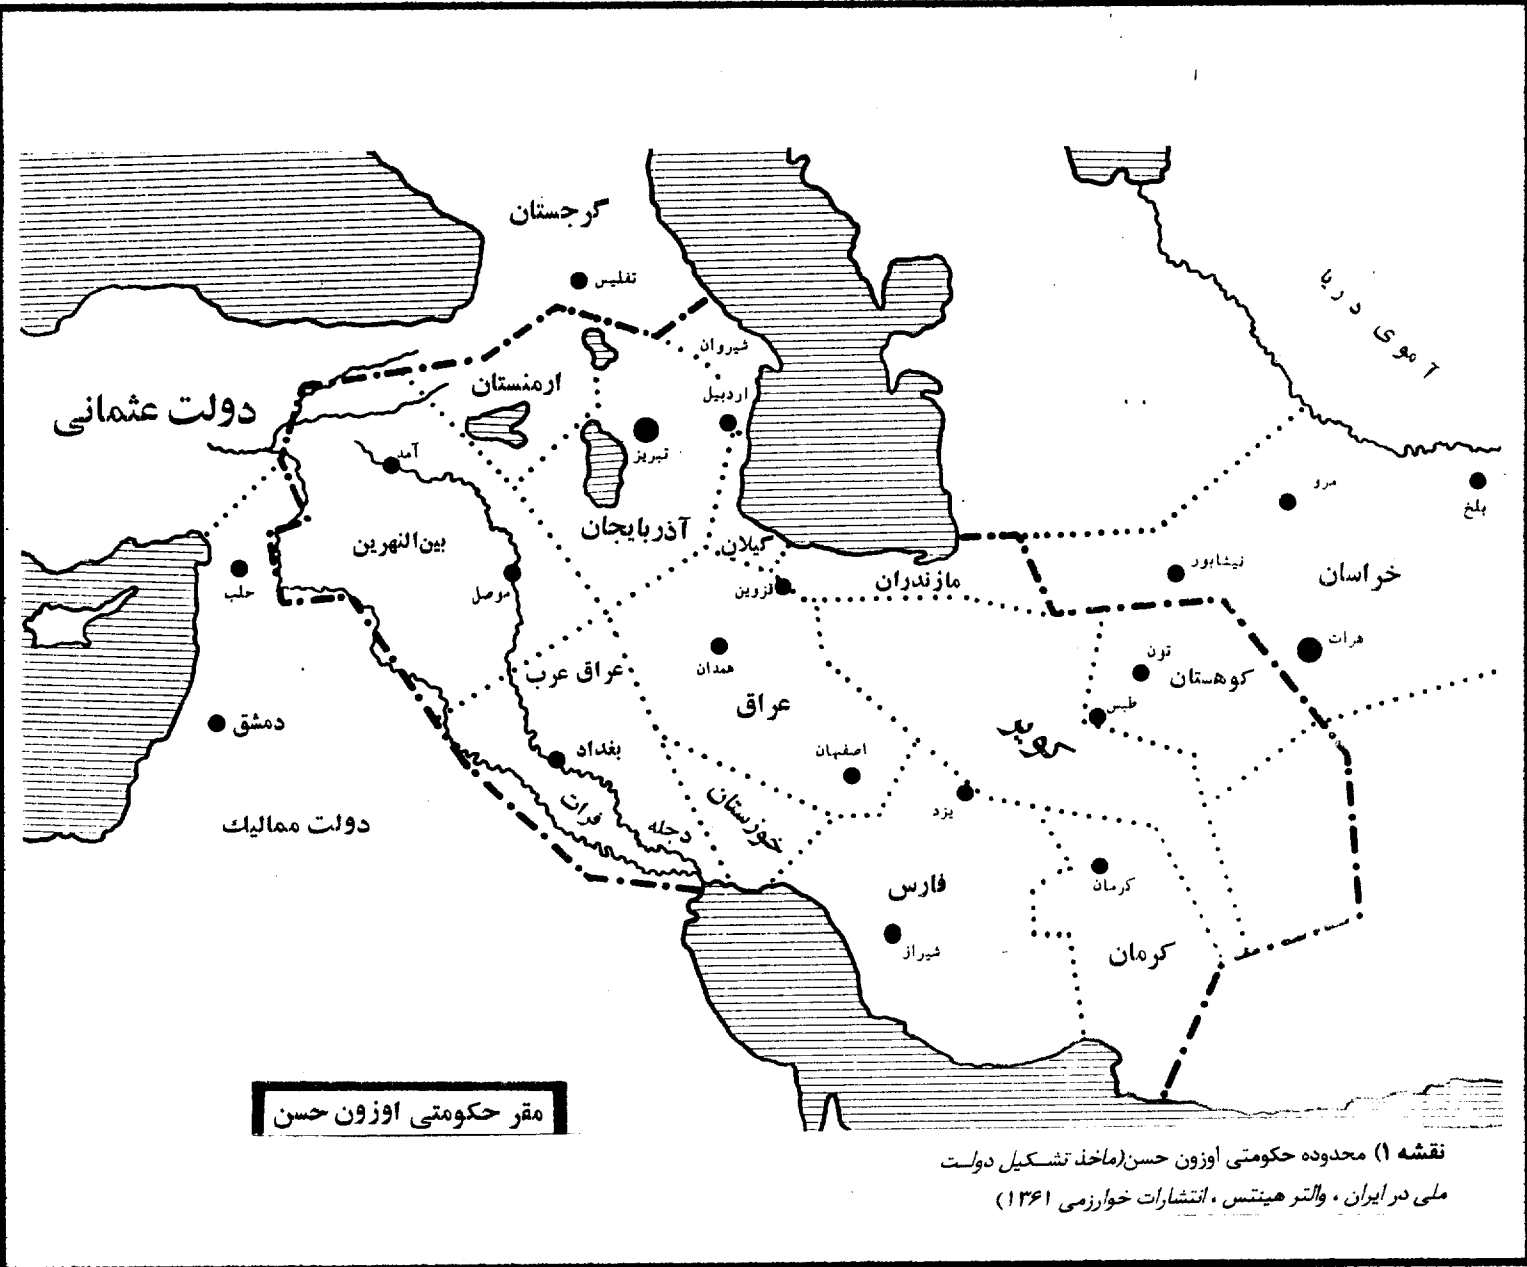 گرجستان
تفلیس
آموی دریا
شیروان
ارمنستان
اردبیل
دولت عثمانی
تبریز
آمد
مرو
بلخ
آذربایجان
بین‌النهرین
گیلان
نیشابور
خراسان
مازندران
حلب
موصل
قزوین
هرات
همدان
تون
عراق عرب
کوهستان
عراق
طبس
دمشق
کویر
بغداد
اصفهان
فرات
خوزستان
یزد
دولت ممالیك
دجله
فارس
کرمان
شیراز
کرمان
مقر حکومتی اوزون حسن
نقشه ۱) محدوده حکومتی اوزون حسن(ماخذ تشکیل دولت
ملی در ایران ، والتر هینتس ، انتشارات خوارزمی ۱۳۶۱)